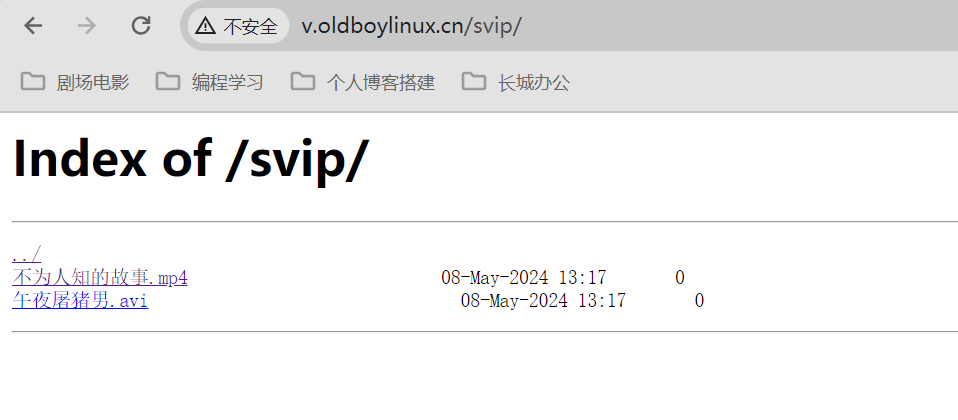 不安全 v.oldboylinux.cn/svip/
剧场电影 编程学习 个人博客搭建 长城办公
Index of /svip/
../
不为人知的故事.mp4 08-May-2024 13:17 0
午夜屠猪男.avi 08-May-2024 13:17 0